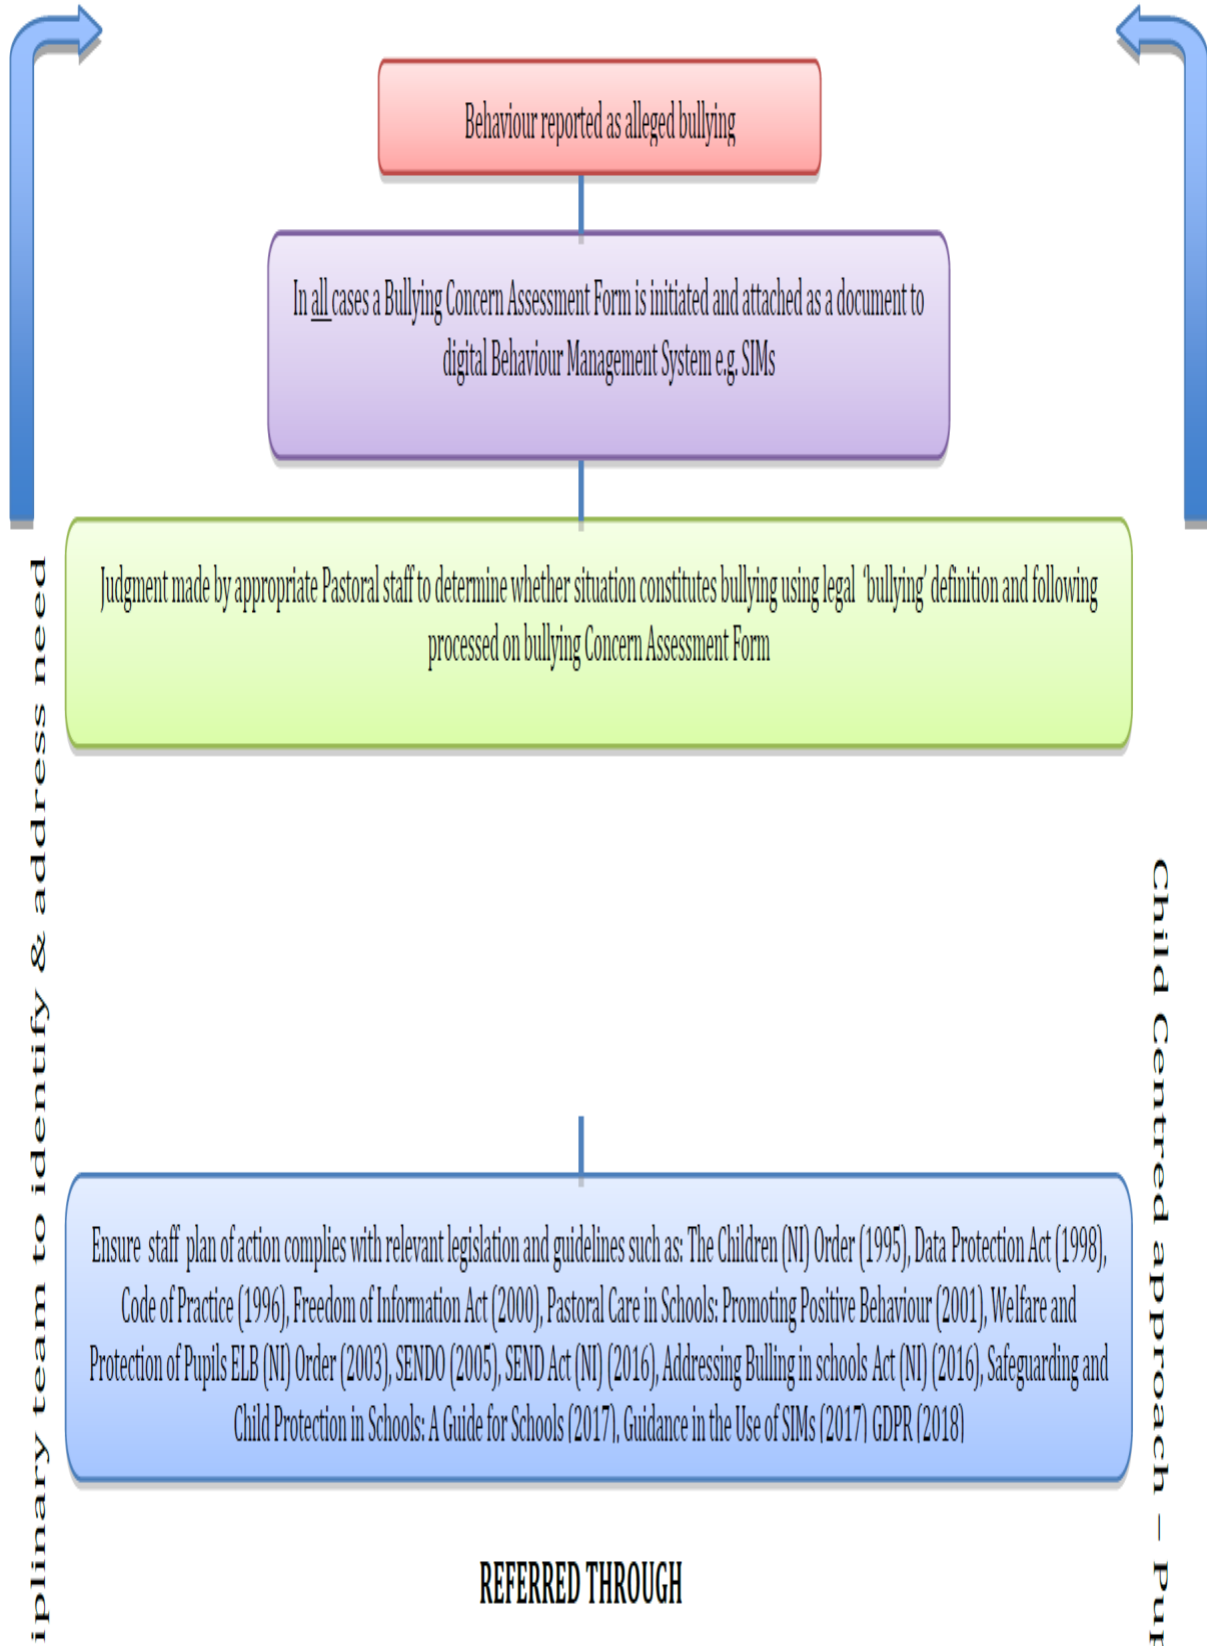 Behaviour reported as alleged bullying
In all cases a Bullying Concern Assessment Form is initiated and attached as a document to
digital Behaviour Management System e.g. SIMs
Judgment made by appropriate Pastoral staff to determine whether situation constitutes bullying using legal ‘bullying’ definition and following
processed on bullying Concern Assessment Form
Ensure staff plan of action complies with relevant legislation and guidelines such as: The Children (NI) Order (1995), Data Protection Act (1998),
Code of Practice (1996), Freedom of Information Act (2000), Pastoral Care in Schools: Promoting Positive Behaviour (2001), Welfare and
Protection of Pupils ELB (NI) Order (2003), SENDO (2005), SEND Act (NI) (2016), Addressing Bulling in schools Act (NI) (2016), Safeguarding and
Child Protection in Schools: A Guide for Schools (2017), Guidance in the Use of SIMs (2017) GDPR (2018)
REFERRED THROUGH
iplinary team to identify & address need
Child Centred approach –